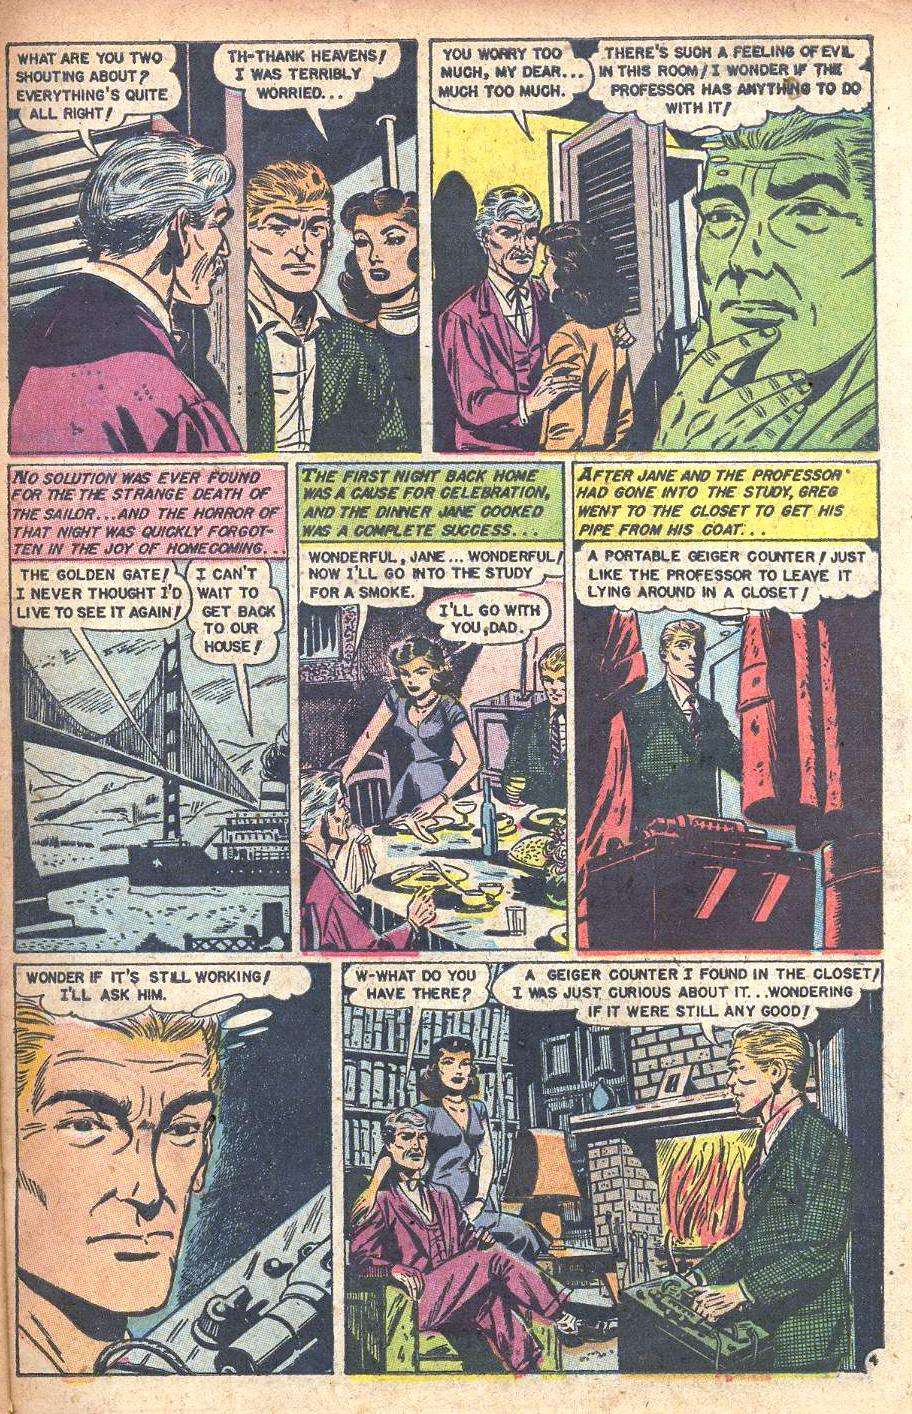 WHAT ARE YOU TWO
SHOUTING ABOUT?
EVERYTHING'S QUITE
ALL RIGHT!
TH-THANK HEAVENS!
I WAS TERRIBLY
WORRIED...
YOU WORRY TOO
MUCH, MY DEAR...
MUCH TOO MUCH.
THERE'S SUCH A FEELING OF EVIL
IN THIS ROOM! I WONDER IF THE
PROFESSOR HAS ANYTHING TO DO
WITH IT!
NO SOLUTION WAS EVER FOUND
FOR THE THE STRANGE DEATH OF
THE SAILOR...AND THE HORROR OF
THAT NIGHT WAS QUICKLY FORGOT-
TEN IN THE JOY OF HOMECOMING...
THE GOLDEN GATE!
I NEVER THOUGHT I'D
LIVE TO SEE IT AGAIN!
I CAN'T
WAIT TO
GET BACK
TO OUR
HOUSE!
THE FIRST NIGHT BACK HOME
WAS A CAUSE FOR CELEBRATION,
AND THE DINNER JANE COOKED
WAS A COMPLETE SUCCESS...
WONDERFUL, JANE... WONDERFUL!
NOW I'LL GO INTO THE STUDY
FOR A SMOKE.
I'LL GO WITH
YOU, DAD.
AFTER JANE AND THE PROFESSOR
HAD GONE INTO THE STUDY, GREG
WENT TO THE CLOSET TO GET HIS
PIPE FROM HIS COAT...
A PORTABLE GEIGER COUNTER! JUST
LIKE THE PROFESSOR TO LEAVE IT
LYING AROUND IN A CLOSET!
WONDER IF IT'S STILL WORKING!
I'LL ASK HIM.
W-WHAT DO YOU
HAVE THERE?
A GEIGER COUNTER I FOUND IN THE CLOSET!
I WAS JUST CURIOUS ABOUT IT...WONDERING
IF IT WERE STILL ANY GOOD!
4